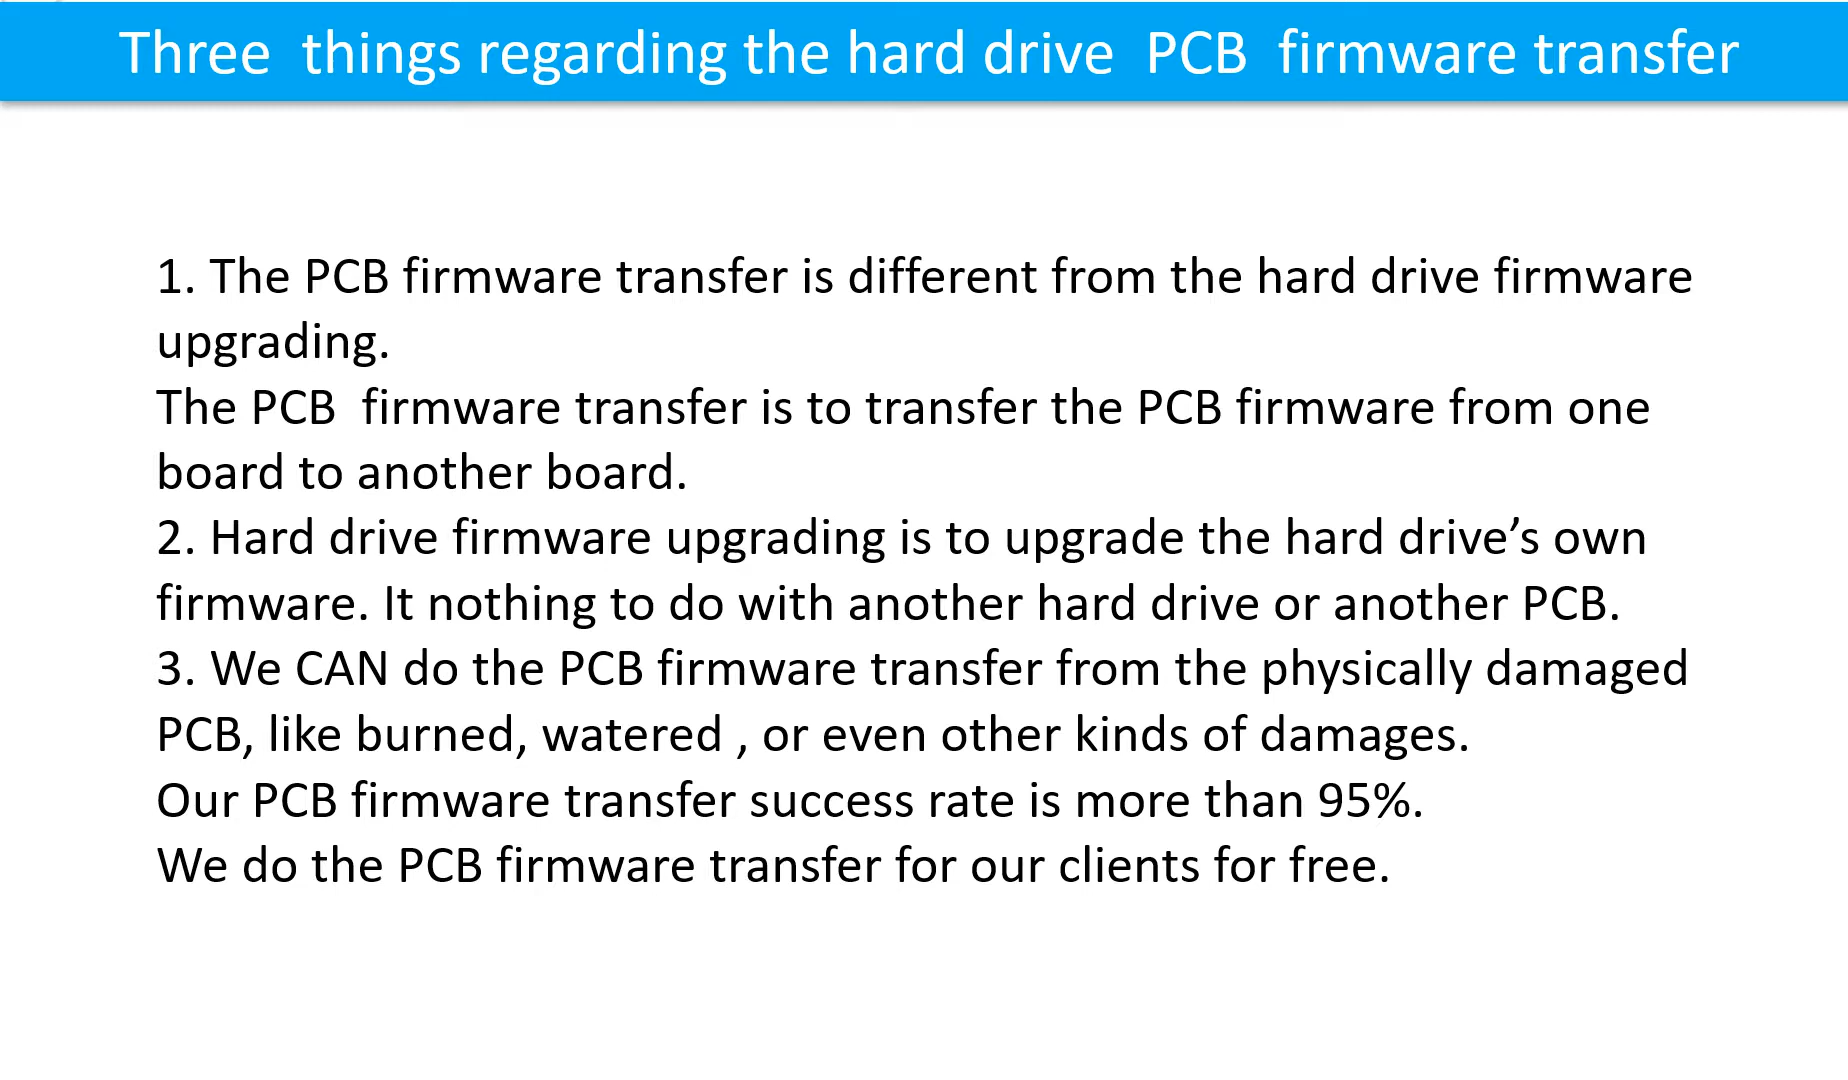 Three  things regarding the hard drive  PCB  firmware transfer
1. The PCB firmware transfer is different from the hard drive firmware
upgrading.
The PCB  firmware transfer is to transfer the PCB firmware from one
board to another board.
2. Hard drive firmware upgrading is to upgrade the hard drive’s own
firmware. It nothing to do with another hard drive or another PCB.
3. We CAN do the PCB firmware transfer from the physically damaged
PCB, like burned, watered , or even other kinds of damages.
Our PCB firmware transfer success rate is more than 95%.
We do the PCB firmware transfer for our clients for free.